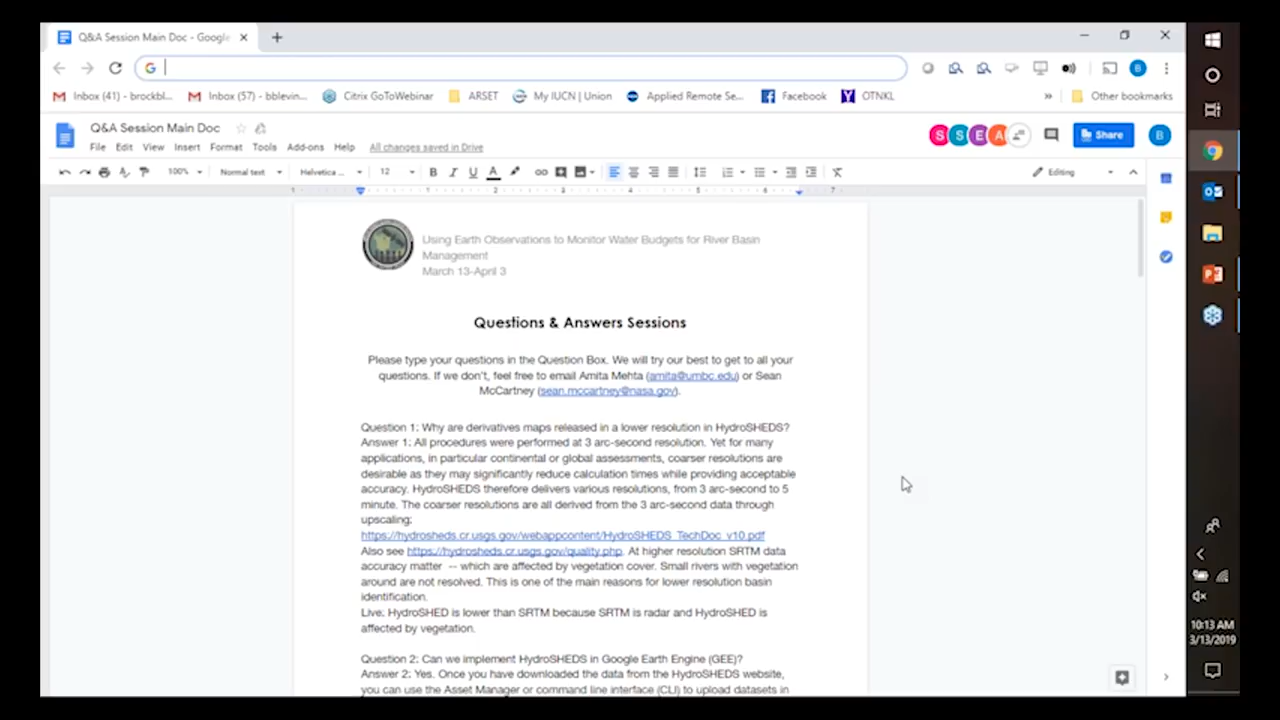 Q&A Session Main Doc - Google
Inbox (41) - brockbl...
Inbox (57) - bblevin...
Citrix GoToWebinar
ARSET
My IUCN | Union
Applied Remote Se...
Facebook
OTNKL
Other bookmarks
Q&A Session Main Doc
File Edit View Insert Format Tools Add-ons Help All changes saved in Drive
S S E A Share B
100% Normal text Helvetica ... 12 B I U A Editing
1 1 2 3 4 5 6 7
Using Earth Observations to Monitor Water Budgets for River Basin
Management
March 13-April 3
Questions & Answers Sessions
Please type your questions in the Question Box. We will try our best to get to all your
questions. If we don't, feel free to email Amita Mehta (amita@umbc.edu) or Sean
McCartney (sean.mccartney@nasa.gov).
Question 1: Why are derivatives maps released in a lower resolution in HydroSHEDS?
Answer 1: All procedures were performed at 3 arc-second resolution. Yet for many
applications, in particular continental or global assessments, coarser resolutions are
desirable as they may significantly reduce calculation times while providing acceptable
accuracy. HydroSHEDS therefore delivers various resolutions, from 3 arc-second to 5
minute. The coarser resolutions are all derived from the 3 arc-second data through
upscaling;
https://hydrosheds.cr.usgs.gov/webappcontent/HydroSHEDS_TechDoc_v10.pdf
Also see https://hydrosheds.cr.usgs.gov/quality.php. At higher resolution SRTM data
accuracy matter -- which are affected by vegetation cover. Small rivers with vegetation
around are not resolved. This is one of the main reasons for lower resolution basin
identification.
Live: HydroSHED is lower than SRTM because SRTM is radar and HydroSHED is
affected by vegetation.
Question 2: Can we implement HydroSHEDS in Google Earth Engine (GEE)?
Answer 2: Yes. Once you have downloaded the data from the HydroSHEDS website,
you can use the Asset Manager or command line interface (CLI) to upload datasets in
10:13 AM
3/13/2019